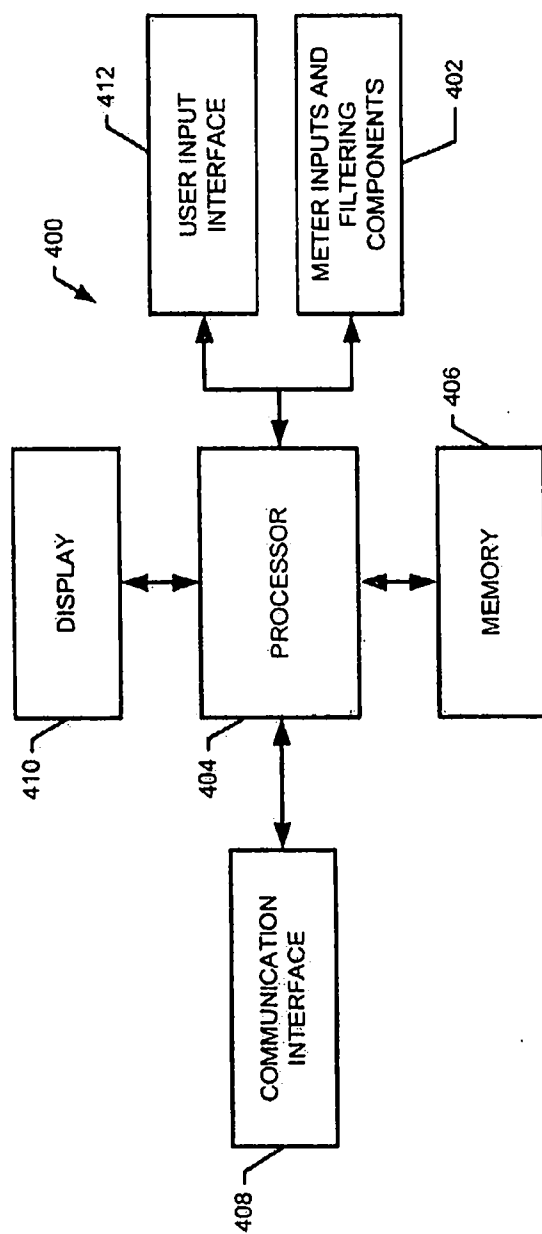 400
412
USER INPUT
INTERFACE
METER INPUTS AND
FILTERING
COMPONENTS
402
DISPLAY
410
PROCESSOR
404
406
MEMORY
COMMUNICATION
INTERFACE
408